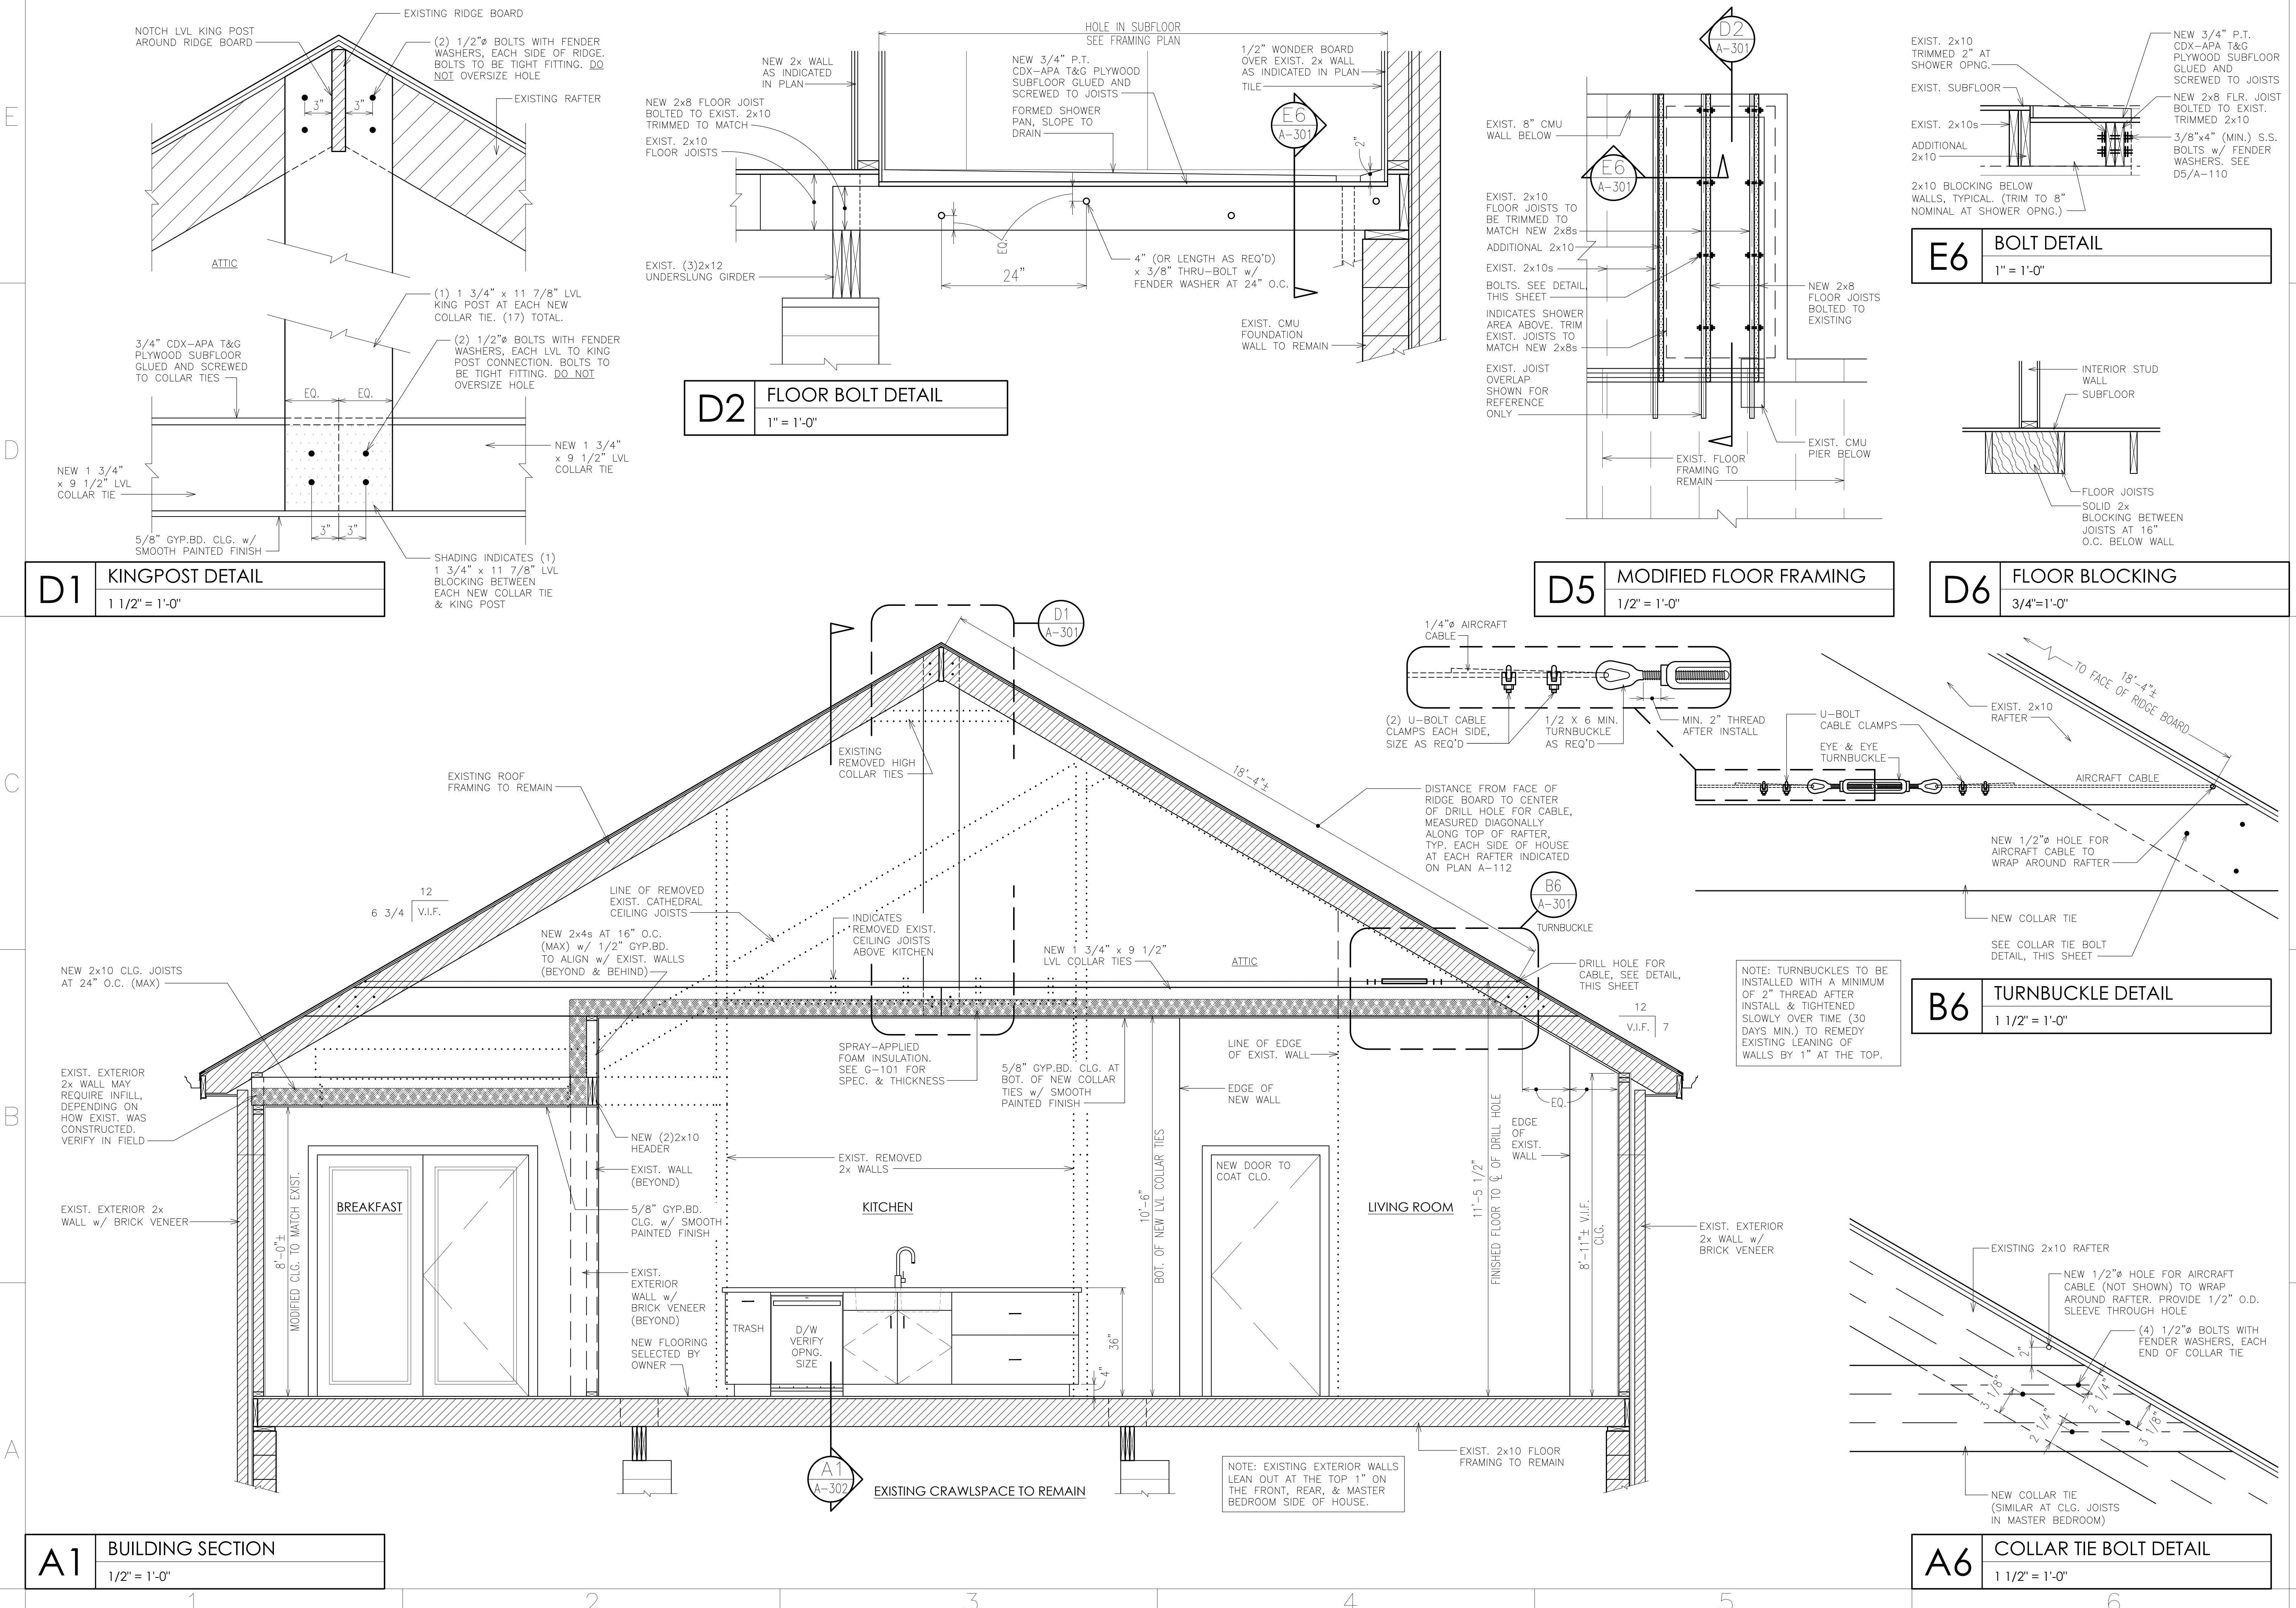 E
D
C
B
A
1
2
3
4
5
6
EXISTING RIDGE BOARD
NOTCH LVL KING POST
AROUND RIDGE BOARD
(2) 1/2"ø BOLTS WITH FENDER
WASHERS, EACH SIDE OF RIDGE.
BOLTS TO BE TIGHT FITTING. DO
NOT OVERSIZE HOLE
3"
3"
EXISTING RAFTER
ATTIC
(1) 1 3/4" x 11 7/8" LVL
KING POST AT EACH NEW
COLLAR TIE. (17) TOTAL.
3/4" CDX-APA T&G
PLYWOOD SUBFLOOR
GLUED AND SCREWED
TO COLLAR TIES
(2) 1/2"ø BOLTS WITH FENDER
WASHERS, EACH LVL TO KING
POST CONNECTION. BOLTS TO
BE TIGHT FITTING. DO NOT
OVERSIZE HOLE
EQ.
EQ.
NEW 1 3/4"
x 9 1/2" LVL
COLLAR TIE
NEW 1 3/4"
x 9 1/2" LVL
COLLAR TIE
3"
3"
5/8" GYP.BD. CLG. w/
SMOOTH PAINTED FINISH
SHADING INDICATES (1)
1 3/4" x 11 7/8" LVL
BLOCKING BETWEEN
EACH NEW COLLAR TIE
& KING POST
D1
KINGPOST DETAIL
1 1/2" = 1'-0"
HOLE IN SUBFLOOR
SEE FRAMING PLAN
NEW 2x WALL
AS INDICATED
IN PLAN
NEW 3/4" P.T.
CDX-APA T&G PLYWOOD
SUBFLOOR GLUED AND
SCREWED TO JOISTS
FORMED SHOWER
PAN, SLOPE TO
DRAIN
1/2" WONDER BOARD
OVER EXIST. 2x WALL
AS INDICATED IN PLAN
TILE
E6
A-301
NEW 2x8 FLOOR JOIST
BOLTED TO EXIST. 2x10
TRIMMED TO MATCH
EXIST. 2x10
FLOOR JOISTS
2"
EQ.
24"
EXIST. (3)2x12
UNDERSLUNG GIRDER
4" (OR LENGTH AS REQ'D)
x 3/8" THRU-BOLT w/
FENDER WASHER AT 24" O.C.
EXIST. CMU
FOUNDATION
WALL TO REMAIN
D2
FLOOR BOLT DETAIL
1" = 1'-0"
D2
A-301
EXIST. 8" CMU
WALL BELOW
E6
A-301
EXIST. 2x10
FLOOR JOISTS TO
BE TRIMMED TO
MATCH NEW 2x8s
ADDITIONAL 2x10
EXIST. 2x10s
BOLTS. SEE DETAIL,
THIS SHEET
INDICATES SHOWER
AREA ABOVE. TRIM
EXIST. JOISTS TO
MATCH NEW 2x8s
EXIST. JOIST
OVERLAP
SHOWN FOR
REFERENCE
ONLY
NEW 2x8
FLOOR JOISTS
BOLTED TO
EXISTING
EXIST. CMU
PIER BELOW
EXIST. FLOOR
FRAMING TO
REMAIN
D5
MODIFIED FLOOR FRAMING
1/2" = 1'-0"
EXIST. 2x10
TRIMMED 2" AT
SHOWER OPNG.
EXIST. SUBFLOOR
EXIST. 2x10s
ADDITIONAL
2x10
2x10 BLOCKING BELOW
WALLS, TYPICAL. (TRIM TO 8"
NOMINAL AT SHOWER OPNG.)
NEW 3/4" P.T.
CDX-APA T&G
PLYWOOD SUBFLOOR
GLUED AND
SCREWED TO JOISTS
NEW 2x8 FLR. JOIST
BOLTED TO EXIST.
TRIMMED 2x10
3/8"x4" (MIN.) S.S.
BOLTS w/ FENDER
WASHERS. SEE
D5/A-110
E6
BOLT DETAIL
1" = 1'-0"
INTERIOR STUD
WALL
SUBFLOOR
FLOOR JOISTS
SOLID 2x
BLOCKING BETWEEN
JOISTS AT 16"
O.C. BELOW WALL
D6
FLOOR BLOCKING
3/4"=1'-0"
D1
A-301
EXISTING ROOF
FRAMING TO REMAIN
EXISTING
REMOVED HIGH
COLLAR TIES
18'-4"±
12
6 3/4
V.I.F.
LINE OF REMOVED
EXIST. CATHEDRAL
CEILING JOISTS
NEW 2x4s AT 16" O.C.
(MAX) w/ 1/2" GYP.BD.
TO ALIGN w/ EXIST. WALLS
(BEYOND & BEHIND)
INDICATES
REMOVED EXIST.
CEILING JOISTS
ABOVE KITCHEN
NEW 1 3/4" x 9 1/2"
LVL COLLAR TIES
ATTIC
DISTANCE FROM FACE OF
RIDGE BOARD TO CENTER
OF DRILL HOLE FOR CABLE,
MEASURED DIAGONALLY
ALONG TOP OF RAFTER,
TYP. EACH SIDE OF HOUSE
AT EACH RAFTER INDICATED
ON PLAN A-112
B6
A-301
TURNBUCKLE
DRILL HOLE FOR
CABLE, SEE DETAIL,
THIS SHEET
12
V.I.F.
7
NEW 2x10 CLG. JOISTS
AT 24" O.C. (MAX)
EXIST. EXTERIOR
2x WALL MAY
REQUIRE INFILL,
DEPENDING ON
HOW EXIST. WAS
CONSTRUCTED.
VERIFY IN FIELD
EXIST. EXTERIOR 2x
WALL w/ BRICK VENEER
SPRAY-APPLIED
FOAM INSULATION.
SEE G-101 FOR
SPEC. & THICKNESS
5/8" GYP.BD. CLG. AT
BOT. OF NEW COLLAR
TIES w/ SMOOTH
PAINTED FINISH
LINE OF EDGE
OF EXIST. WALL
EDGE OF
NEW WALL
EQ.
EDGE
OF
EXIST.
WALL
NEW (2)2x10
HEADER
EXIST. WALL
(BEYOND)
5/8" GYP.BD.
CLG. w/ SMOOTH
PAINTED FINISH
EXIST.
EXTERIOR
WALL w/
BRICK VENEER
(BEYOND)
NEW FLOORING
SELECTED BY
OWNER
EXIST. REMOVED
2x WALLS
8'-0"±
MODIFIED CLG. TO MATCH EXIST.
BREAKFAST
KITCHEN
LIVING ROOM
NEW DOOR TO
COAT CLO.
10'-6"
BOT. OF NEW LVL COLLAR TIES
11'-5 1/2"
FINISHED FLOOR TO ℄ OF DRILL HOLE
8'-11"± V.I.F.
CLG.
EXIST. EXTERIOR
2x WALL w/
BRICK VENEER
TRASH
D/W
VERIFY
OPNG.
SIZE
36"
4"
A1
A-302
EXISTING CRAWLSPACE TO REMAIN
NOTE: EXISTING EXTERIOR WALLS
LEAN OUT AT THE TOP 1" ON
THE FRONT, REAR, & MASTER
BEDROOM SIDE OF HOUSE.
EXIST. 2x10 FLOOR
FRAMING TO REMAIN
A1
BUILDING SECTION
1/2" = 1'-0"
1/4"ø AIRCRAFT
CABLE
(2) U-BOLT CABLE
CLAMPS EACH SIDE,
SIZE AS REQ'D
1/2 X 6 MIN.
TURNBUCKLE
AS REQ'D
MIN. 2" THREAD
AFTER INSTALL
18'-4"±
TO FACE OF RIDGE BOARD
EXIST. 2x10
RAFTER
U-BOLT
CABLE CLAMPS
EYE & EYE
TURNBUCKLE
AIRCRAFT CABLE
NEW 1/2"ø HOLE FOR
AIRCRAFT CABLE TO
WRAP AROUND RAFTER
NEW COLLAR TIE
SEE COLLAR TIE BOLT
DETAIL, THIS SHEET
NOTE: TURNBUCKLES TO BE
INSTALLED WITH A MINIMUM
OF 2" THREAD AFTER
INSTALL & TIGHTENED
SLOWLY OVER TIME (30
DAYS MIN.) TO REMEDY
EXISTING LEANING OF
WALLS BY 1" AT THE TOP.
B6
TURNBUCKLE DETAIL
1 1/2" = 1'-0"
EXISTING 2x10 RAFTER
NEW 1/2"ø HOLE FOR AIRCRAFT
CABLE (NOT SHOWN) TO WRAP
AROUND RAFTER. PROVIDE 1/2" O.D.
SLEEVE THROUGH HOLE
(4) 1/2"ø BOLTS WITH
FENDER WASHERS, EACH
END OF COLLAR TIE
2"
3 1/8"
2 1/4"
2 1/4"
3 1/8"
NEW COLLAR TIE
(SIMILAR AT CLG. JOISTS
IN MASTER BEDROOM)
A6
COLLAR TIE BOLT DETAIL
1 1/2" = 1'-0"